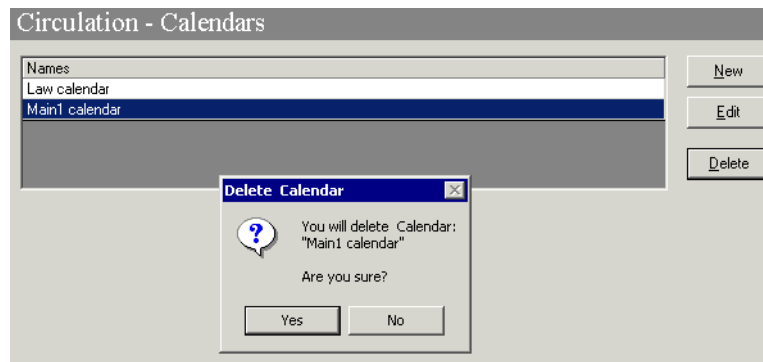 Circulation - Calendars
Names
Law calendar
Main1 calendar
New
Edit
Delete
Delete Calendar
You will delete Calendar:
"Main1 calendar"
Are you sure?
Yes
No